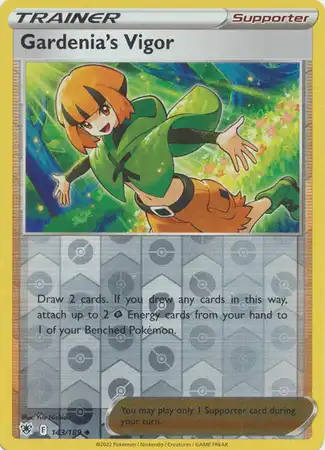 TRAINER Supporter
Gardenia's Vigor
Draw 2 cards. If you drew any cards in this way,
attach up to 2 Energy cards from your hand to
1 of your Benched Pokémon.
Illus.
You may play only 1 Supporter card during
your turn.
F 143/189
©2022 Pokémon / Nintendo / Creatures / GAME FREAK